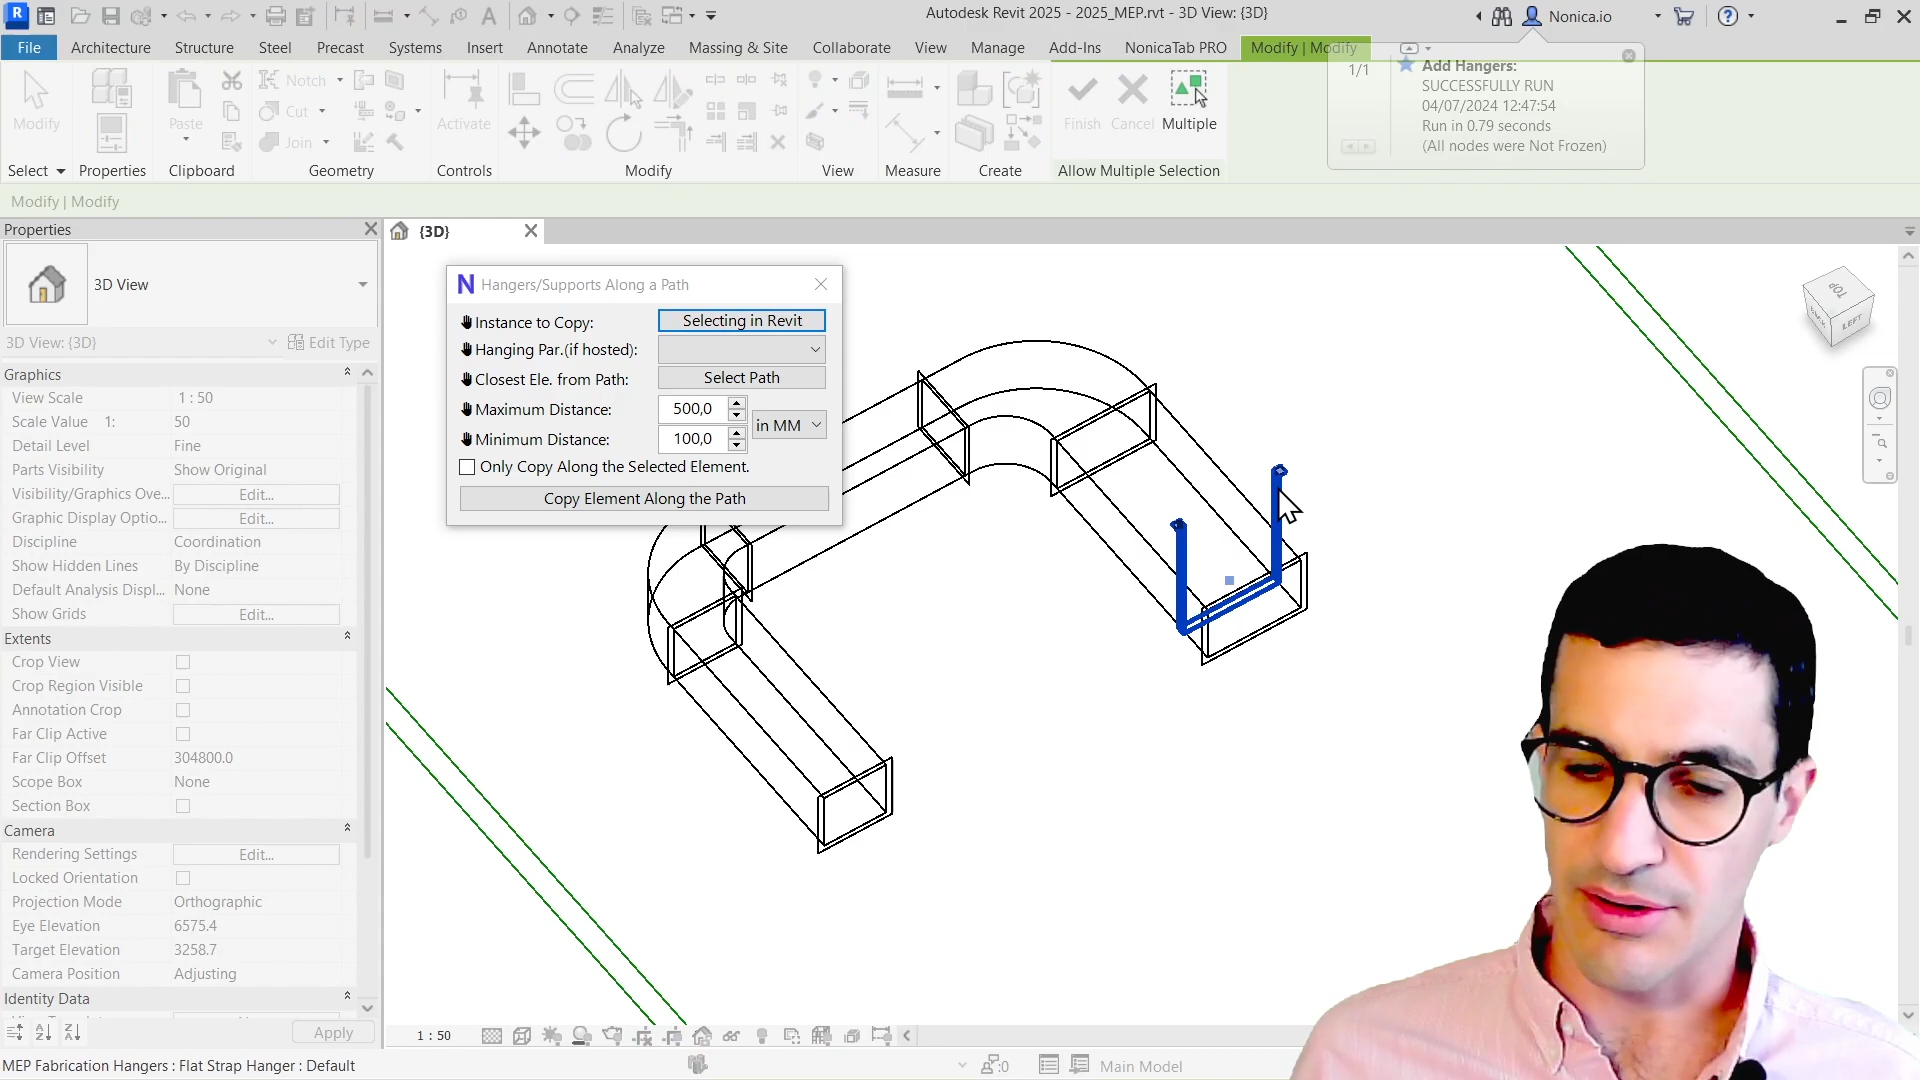 Autodesk Revit 2025 - 2025_MEP.rvt - 3D View: {3D}
Nonica.io
File Architecture Structure Steel Precast Systems Insert Annotate Analyze Massing & Site Collaborate View Manage Add-Ins NonicaTab PRO Modify | Modify
Modify
Paste
Notch
Cut
Join
Activate
Finish Cancel Multiple
Select Properties Clipboard Geometry Controls Modify View Measure Create Allow Multiple Selection
1/1
Add Hangers:
SUCCESSFULLY RUN
04/07/2024 12:47:54
Run in 0.79 seconds
(All nodes were Not Frozen)
Modify | Modify
Properties
{3D}
3D View
3D View: {3D} Edit Type
Graphics
View Scale 1 : 50
Scale Value 1: 50
Detail Level Fine
Parts Visibility Show Original
Visibility/Graphics Ove... Edit...
Graphic Display Optio... Edit...
Discipline Coordination
Show Hidden Lines By Discipline
Default Analysis Displ... None
Show Grids Edit...
Extents
Crop View
Crop Region Visible
Annotation Crop
Far Clip Active
Far Clip Offset 304800.0
Scope Box None
Section Box
Camera
Rendering Settings Edit...
Locked Orientation
Projection Mode Orthographic
Eye Elevation 6575.4
Target Elevation 3258.7
Camera Position Adjusting
Identity Data
Apply
N Hangers/Supports Along a Path
Instance to Copy: Selecting in Revit
Hanging Par.(if hosted):
Closest Ele. from Path: Select Path
Maximum Distance: 500,0
in MM
Minimum Distance: 100,0
Only Copy Along the Selected Element.
Copy Element Along the Path
TOP
BACK
LEFT
1 : 50
MEP Fabrication Hangers : Flat Strap Hanger : Default
:0
Main Model